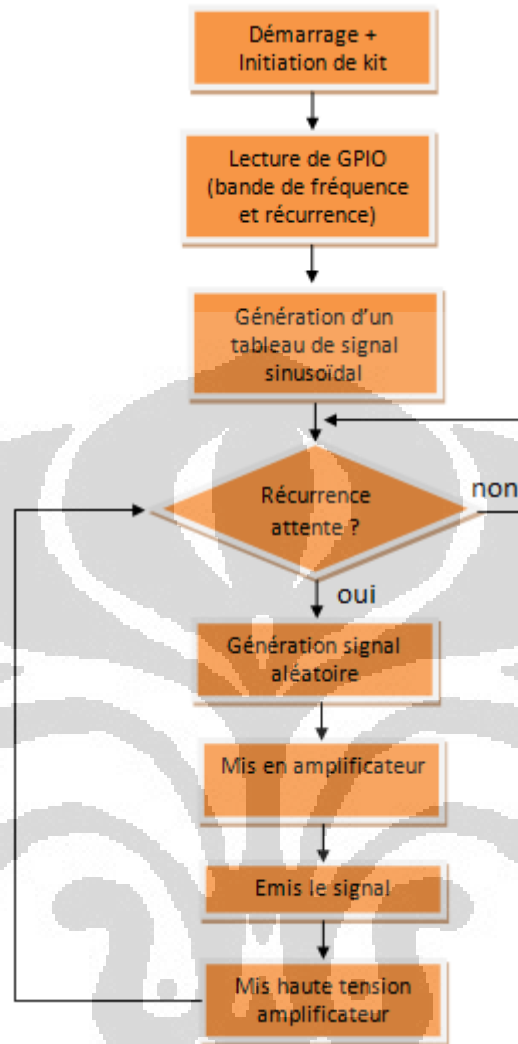 Démarrage +
Initiation de kit
Lecture de GPIO
(bande de fréquence
et récurrence)
Génération d'un
tableau de signal
sinusoïdal
Récurrence
attente ?
non
oui
Génération signal
aléatoire
Mis en amplificateur
Emis le signal
Mis haute tension
amplificateur